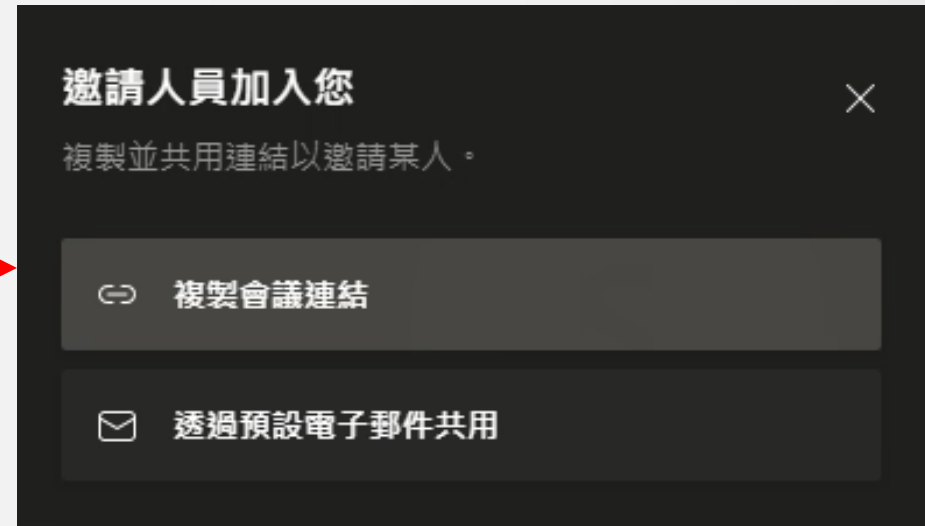 邀請人員加入您
複製並共用連結以邀請某人。
複製會議連結
透過預設電子郵件共用